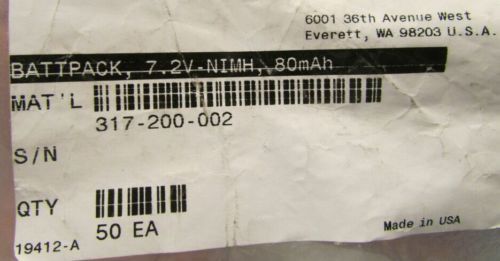 6001 36th Avenue West
Everett, WA 98203 U.S.A.
BATTPACK, 7.2V-NIMH, 80mAh
MAT'L
317-200-002
S/N
QTY
50 EA
19412-A
Made in USA